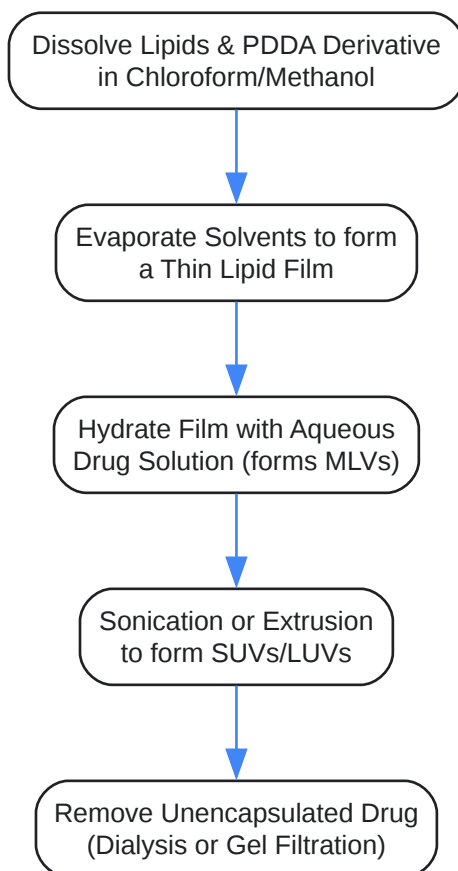 Dissolve Lipids & PDDA Derivative
in Chloroform/Methanol
Evaporate Solvents to form
a Thin Lipid Film
Hydrate Film with Aqueous
Drug Solution (forms MLVs)
Sonication or Extrusion
to form SUVs/LUVs
Remove Unencapsulated Drug
(Dialysis or Gel Filtration)